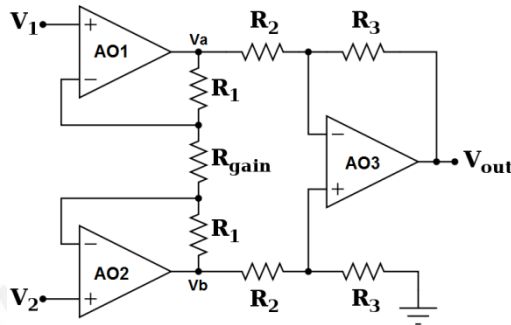 V1
+
AO1
−
Va
R2
R3
R1
Rgain
−
AO3
+
Vout
R1
−
AO2
+
V2
Vb
R2
R3